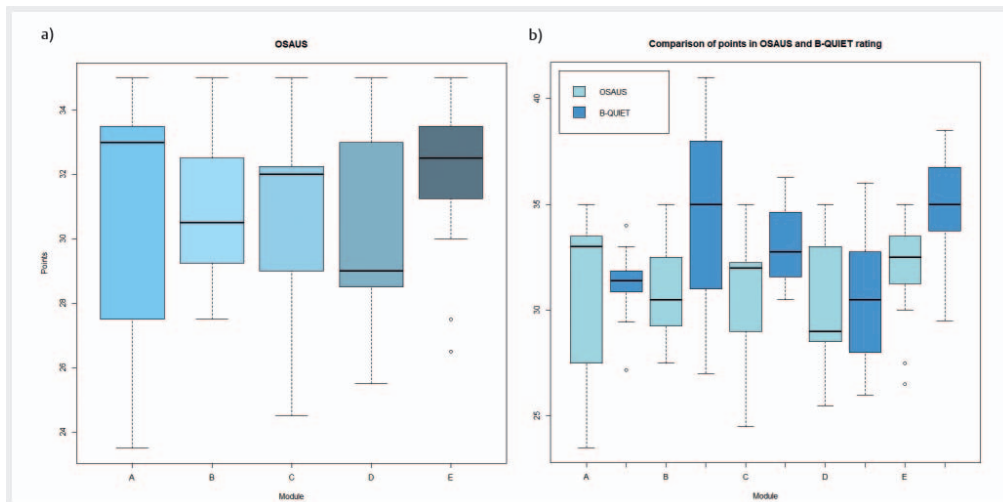 a)
OSAUS
Points
34
32
30
28
26
24
A B C D E
Module
b)
Comparison of points in OSAUS and B-QUIET rating
OSAUS
B-QUIET
40
35
30
25
A B C D E
Module